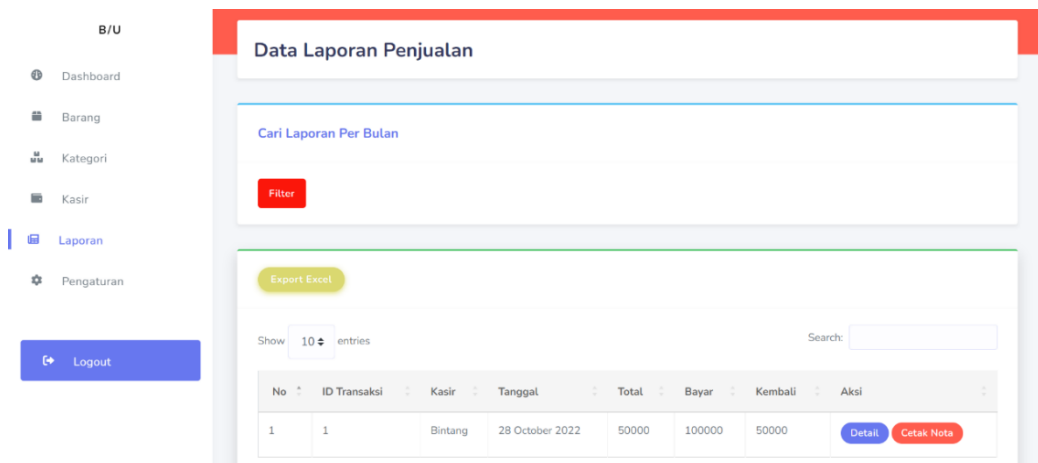 B/U
Dashboard
Barang
Kategori
Kasir
Laporan
Pengaturan
Logout
Data Laporan Penjualan
Cari Laporan Per Bulan
Filter
Export Excel
Show 10 entries
Search:
No ID Transaksi Kasir Tanggal Total Bayar Kembali Aksi
1 1 Bintang 28 October 2022 50000 100000 50000 Detail Cetak Nota